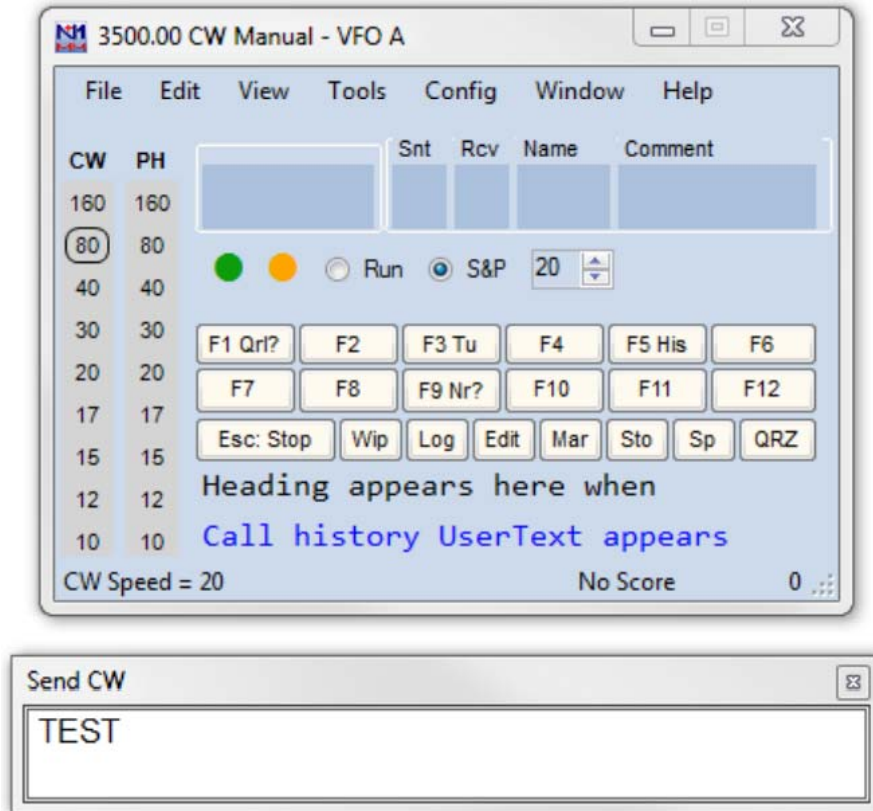 3500.00 CW Manual - VFO A
File Edit View Tools Config Window Help
CW PH
Snt Rcv Name Comment
160 160
80 80
Run S&P 20
40 40
30 30
F1 Qrl? F2 F3 Tu F4 F5 His F6
20 20
F7 F8 F9 Nr? F10 F11 F12
17 17
Esc: Stop Wip Log Edit Mar Sto Sp QRZ
15 15
Heading appears here when
12 12
Call history UserText appears
10 10
CW Speed = 20 No Score 0
Send CW
TEST